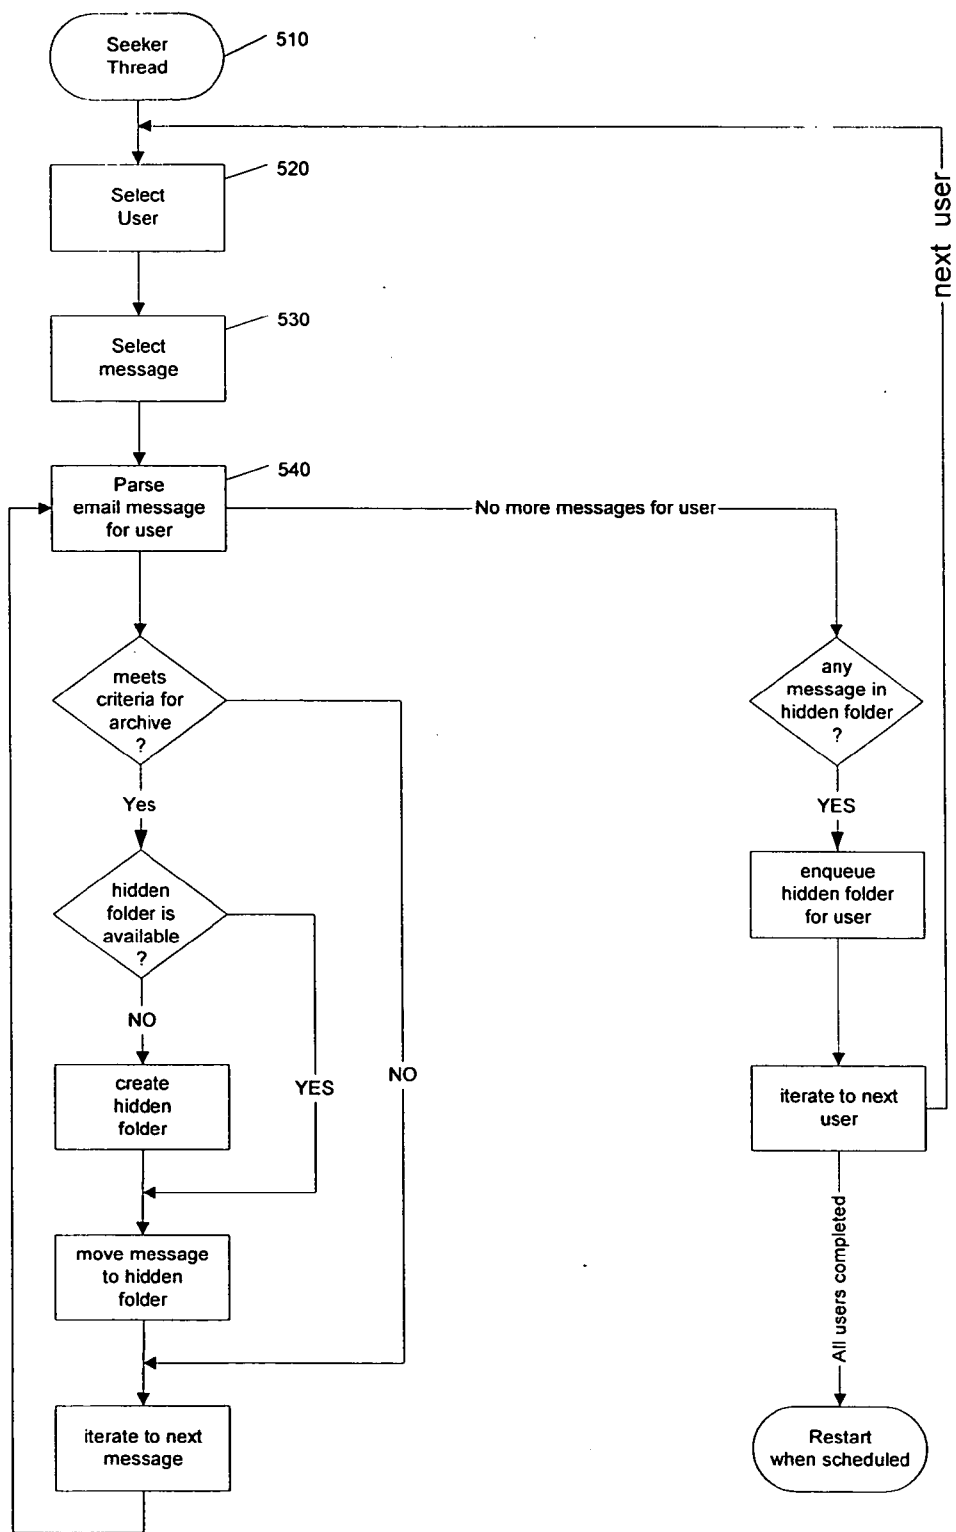 Seeker
Thread
510
Select
User
520
next user
Select
message
530
Parse
email message
for user
540
No more messages for user
meets
criteria for
archive
?
any
message in
hidden folder
?
Yes
YES
hidden
folder is
available
?
enqueue
hidden folder
for user
NO
YES
NO
create
hidden
folder
iterate to next
user
move message
to hidden
folder
All users completed
iterate to next
message
Restart
when scheduled